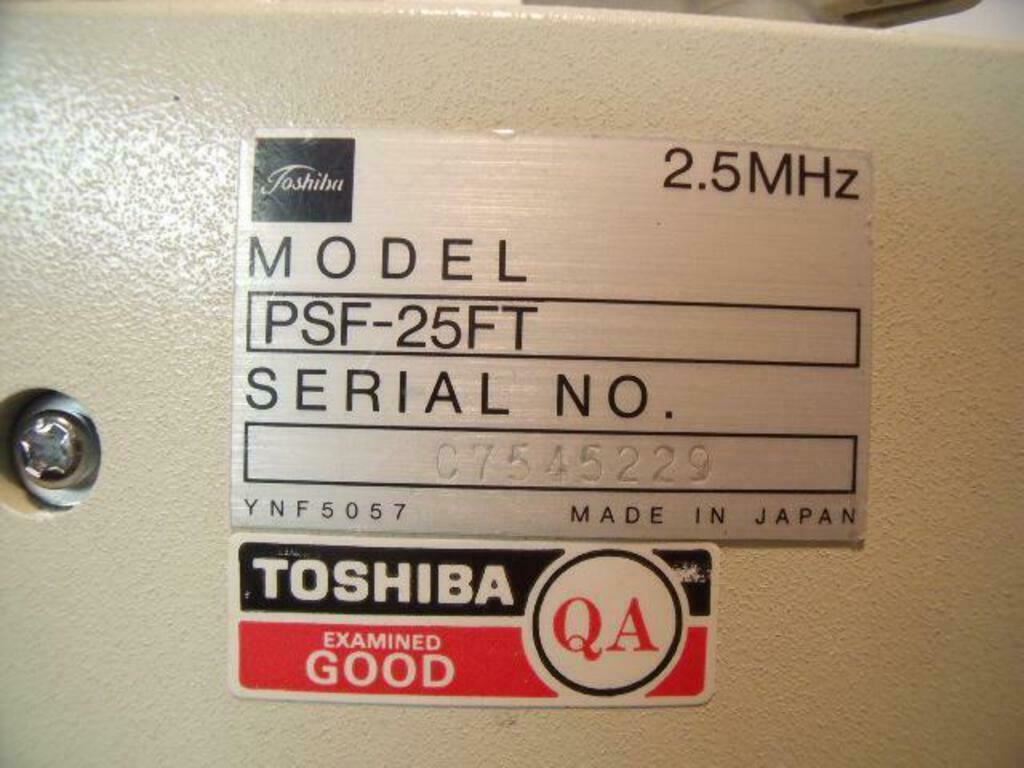 Toshiba
2.5MHz
MODEL
PSF-25FT
SERIAL NO.
C7545229
YNF5057 MADE IN JAPAN
TOSHIBA
EXAMINED
GOOD
QA